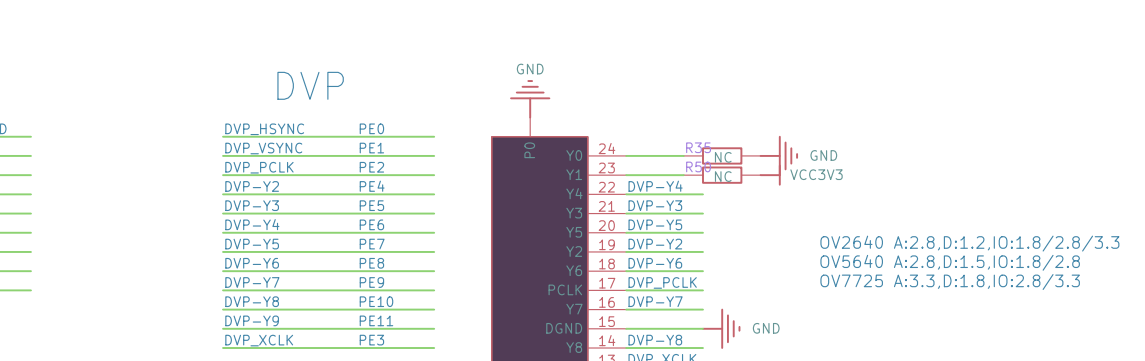 GND
DVP
D
DVP_HSYNC PE0
DVP_VSYNC PE1
DVP_PCLK PE2
DVP-Y2 PE4
DVP-Y3 PE5
DVP-Y4 PE6
DVP-Y5 PE7
DVP-Y6 PE8
DVP-Y7 PE9
DVP-Y8 PE10
DVP-Y9 PE11
DVP_XCLK PE3
P0
Y0 24 R35 NC GND
Y1 23 R50 NC VCC3V3
Y4 22 DVP-Y4
Y3 21 DVP-Y3
Y5 20 DVP-Y5
Y2 19 DVP-Y2
Y6 18 DVP-Y6
PCLK 17 DVP_PCLK
Y7 16 DVP-Y7
DGND 15 GND
Y8 14 DVP-Y8
13 DVP_XCLK
OV2640 A:2.8,D:1.2,IO:1.8/2.8/3.3
OV5640 A:2.8,D:1.5,IO:1.8/2.8
OV7725 A:3.3,D:1.8,IO:2.8/3.3